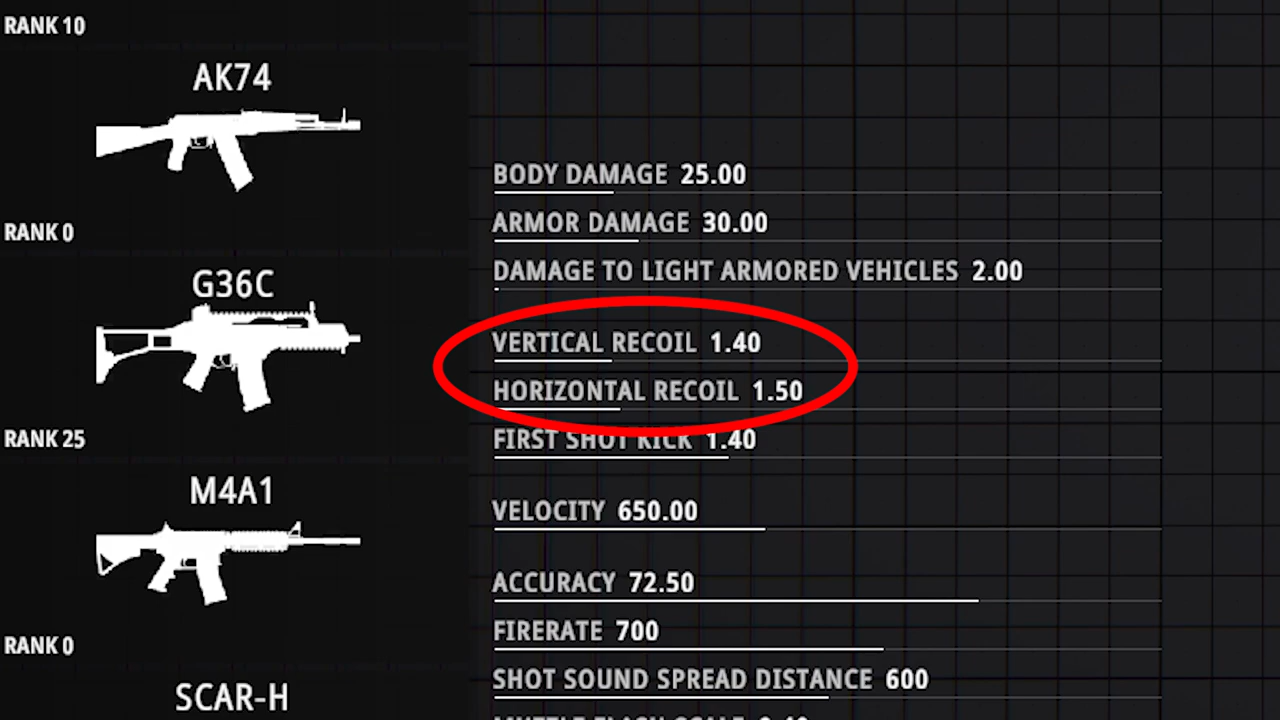 RANK 10
AK74
RANK 0
G36C
RANK 25
M4A1
RANK 0
SCAR-H
BODY DAMAGE 25.00
ARMOR DAMAGE 30.00
DAMAGE TO LIGHT ARMORED VEHICLES 2.00
VERTICAL RECOIL 1.40
HORIZONTAL RECOIL 1.50
FIRST SHOT KICK 1.40
VELOCITY 650.00
ACCURACY 72.50
FIRERATE 700
SHOT SOUND SPREAD DISTANCE 600